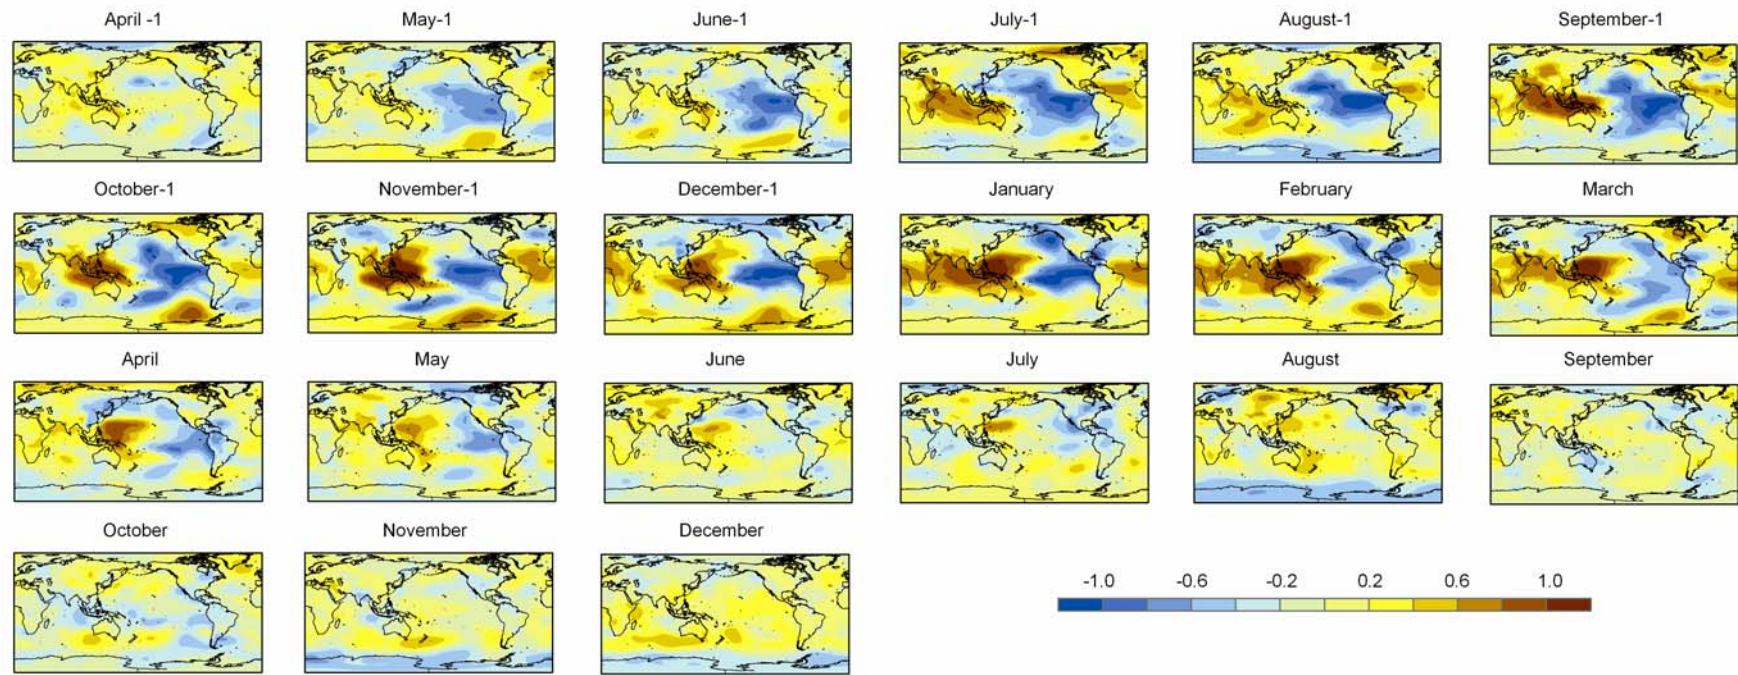 April -1 May-1 June-1 July-1 August-1 September-1
October-1 November-1 December-1 January February March
April May June July August September
October November December
-1.0 -0.6 -0.2 0.2 0.6 1.0